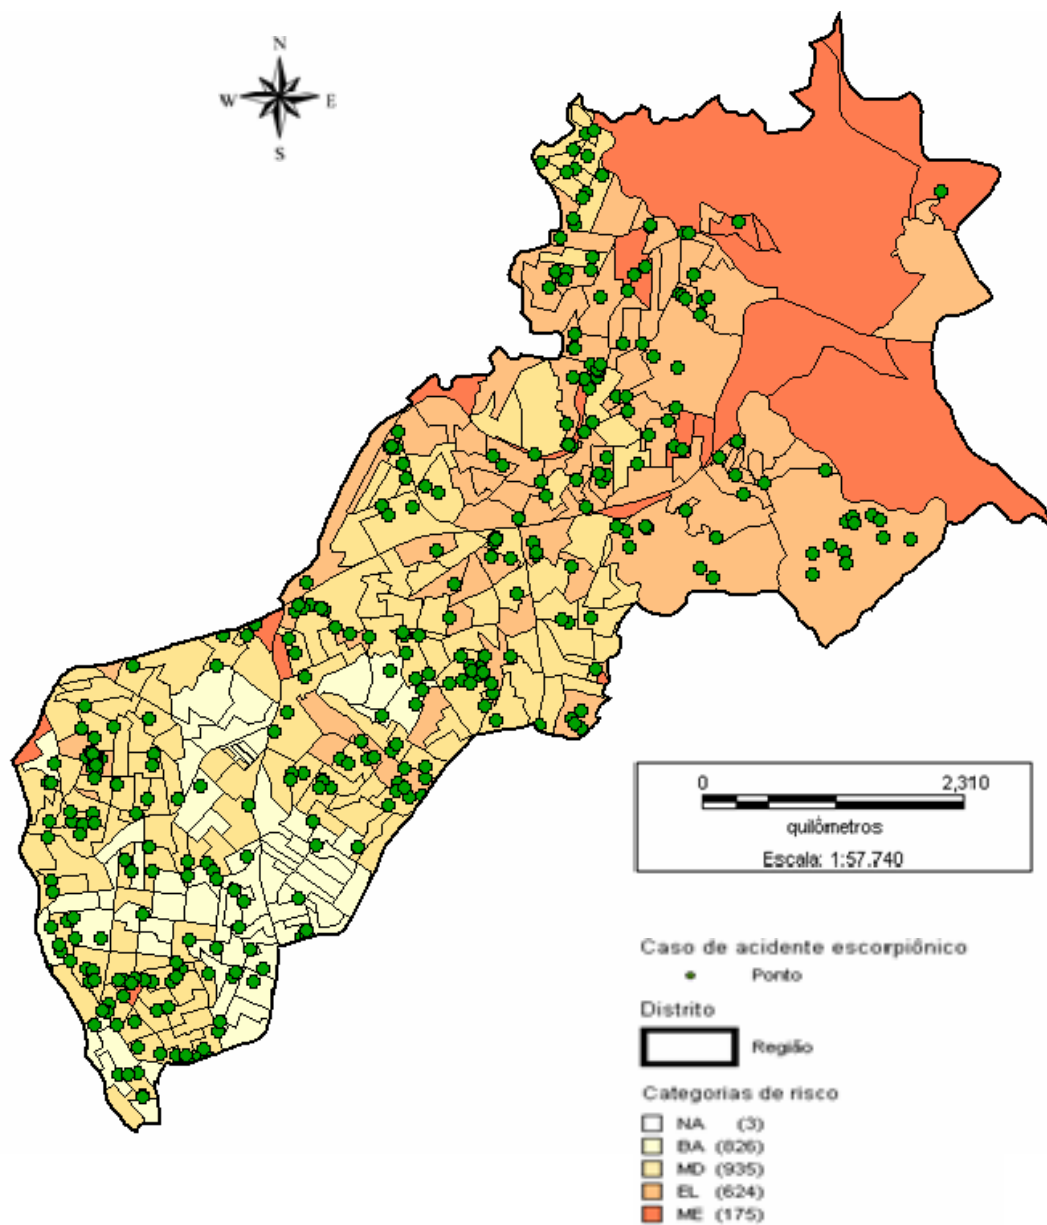 N
W E
S
0 2,310
quilômetros
Escala: 1:57.740
Caso de acidente escorpiônico
Ponto
Distrito
Região
Categorias de risco
NA (3)
BA (826)
MD (935)
EL (624)
ME (175)